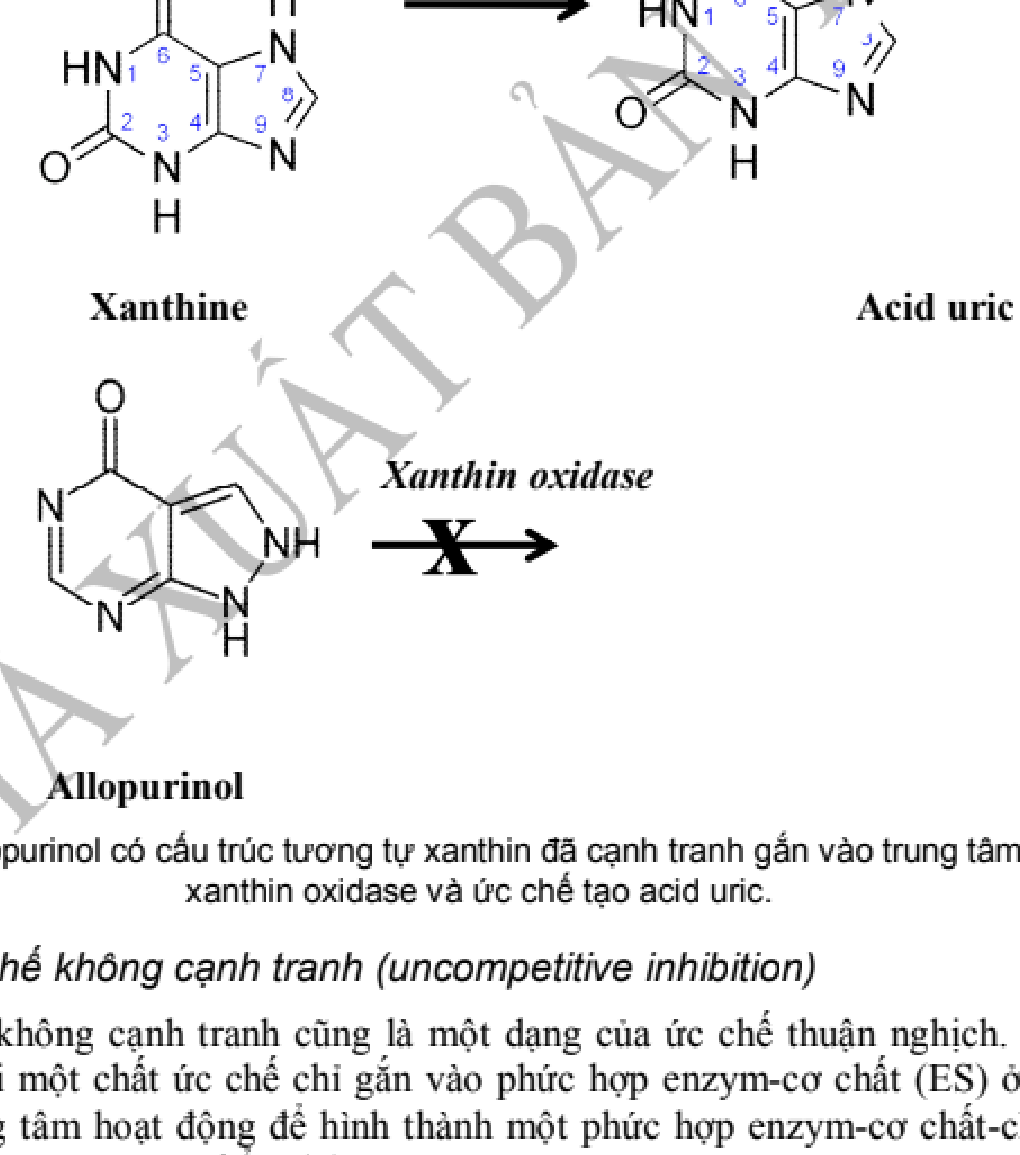 H
HN 1 6 5 N 7 8
2 3 4 9 N
O N
H
HN 1 6 5 7
2 3 4 9 N
O N
H
Xanthine
Acid uric
O
N
NH
N N
H
Xanthin oxidase
X
XUẤT BẢN
Allopurinol
purinol có cấu trúc tương tự xanthin đã cạnh tranh gắn vào trung tâm
xanthin oxidase và ức chế tạo acid uric.
hế không cạnh tranh (uncompetitive inhibition)
không cạnh tranh cũng là một dạng của ức chế thuận nghịch.
một chất ức chế chỉ gắn vào phức hợp enzym-cơ chất (ES) ở
tâm hoạt động để hình thành một phức hợp enzym-cơ chất-c